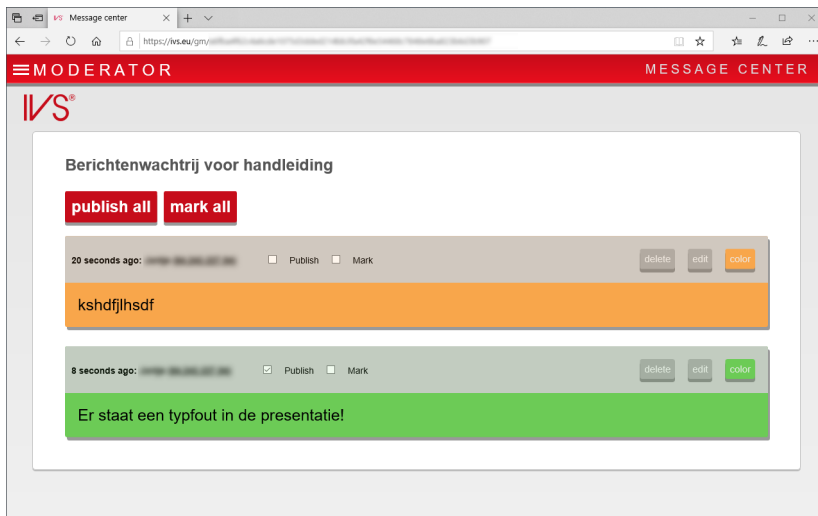 Message center
https://ivs.eu/gm/
MODERATOR
MESSAGE CENTER
IVS®
Berichtenwachtrij voor handleiding
publish all mark all
20 seconds ago: Publish Mark delete edit color
kshdfjlhsdf
8 seconds ago: Publish Mark delete edit color
Er staat een typfout in de presentatie!